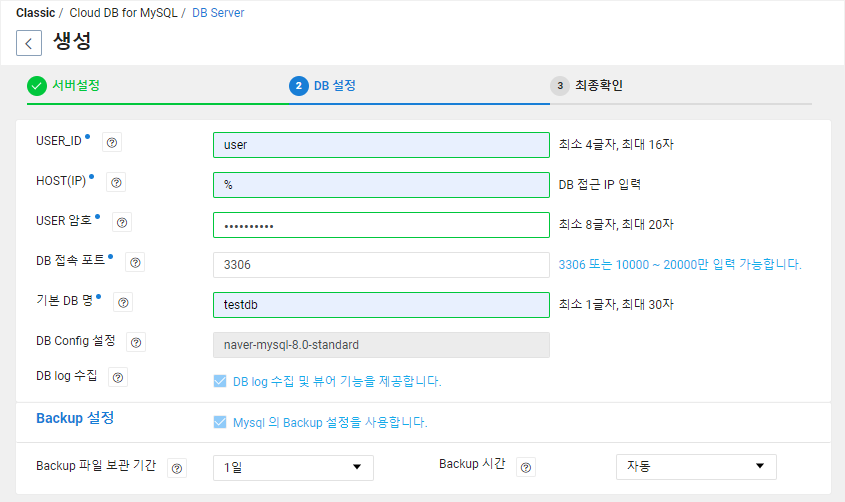 Classic / Cloud DB for MySQL / DB Server
생성
서버설정 2 DB 설정 3 최종확인
USER_ID user 최소 4글자, 최대 16자
HOST(IP) % DB 접근 IP 입력
USER 암호 •••••••••• 최소 8글자, 최대 20자
DB 접속 포트 3306 3306 또는 10000 ~ 20000만 입력 가능합니다.
기본 DB 명 testdb 최소 1글자, 최대 30자
DB Config 설정 naver-mysql-8.0-standard
DB log 수집 DB log 수집 및 뷰어 기능을 제공합니다.
Backup 설정 Mysql 의 Backup 설정을 사용합니다.
Backup 파일 보관 기간 1일 Backup 시간 자동